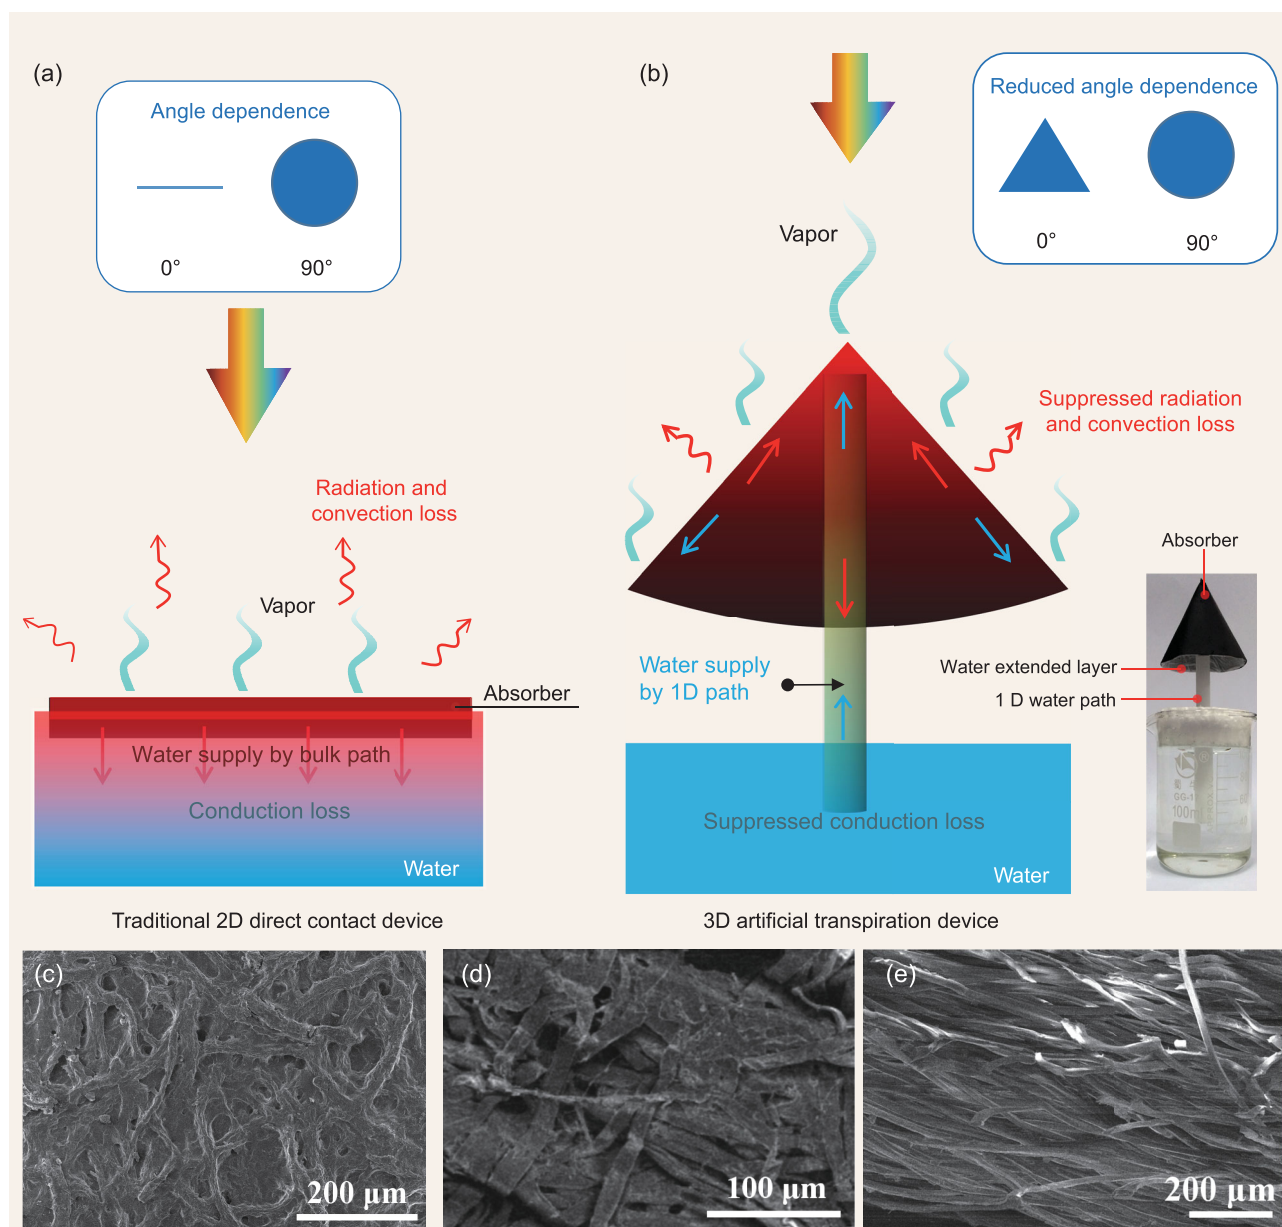 (a)
Angle dependence
0°
90°
Radiation and
convection loss
Vapor
Absorber
Water supply by bulk path
Conduction loss
Water
Traditional 2D direct contact device
(b)
Reduced angle dependence
0°
90°
Vapor
Suppressed radiation
and convection loss
Water supply
by 1D path
Suppressed conduction loss
Water
3D artificial transpiration device
Absorber
Water extended layer
1 D water path
GG-1
100ml
(c)
200 µm
(d)
100 µm
(e)
200 µm